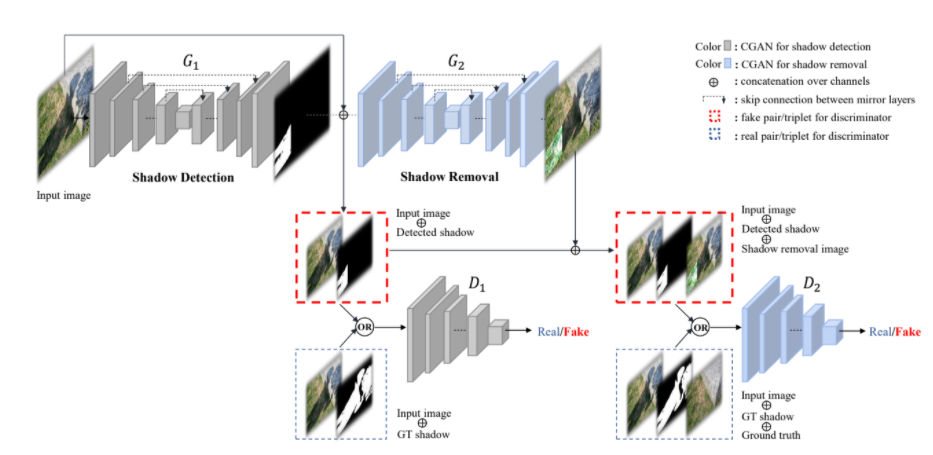 G₁
G₂
Shadow Detection
Shadow Removal
Input image
Color : CGAN for shadow detection
Color : CGAN for shadow removal
⊕ : concatenation over channels
: skip connection between mirror layers
: fake pair/triplet for discriminator
: real pair/triplet for discriminator
Input image
⊕
Detected shadow
Input image
⊕
Detected shadow
⊕
Shadow removal image
D₁
OR
Real/Fake
D₂
OR
Real/Fake
Input image
⊕
GT shadow
Input image
⊕
GT shadow
⊕
Ground truth